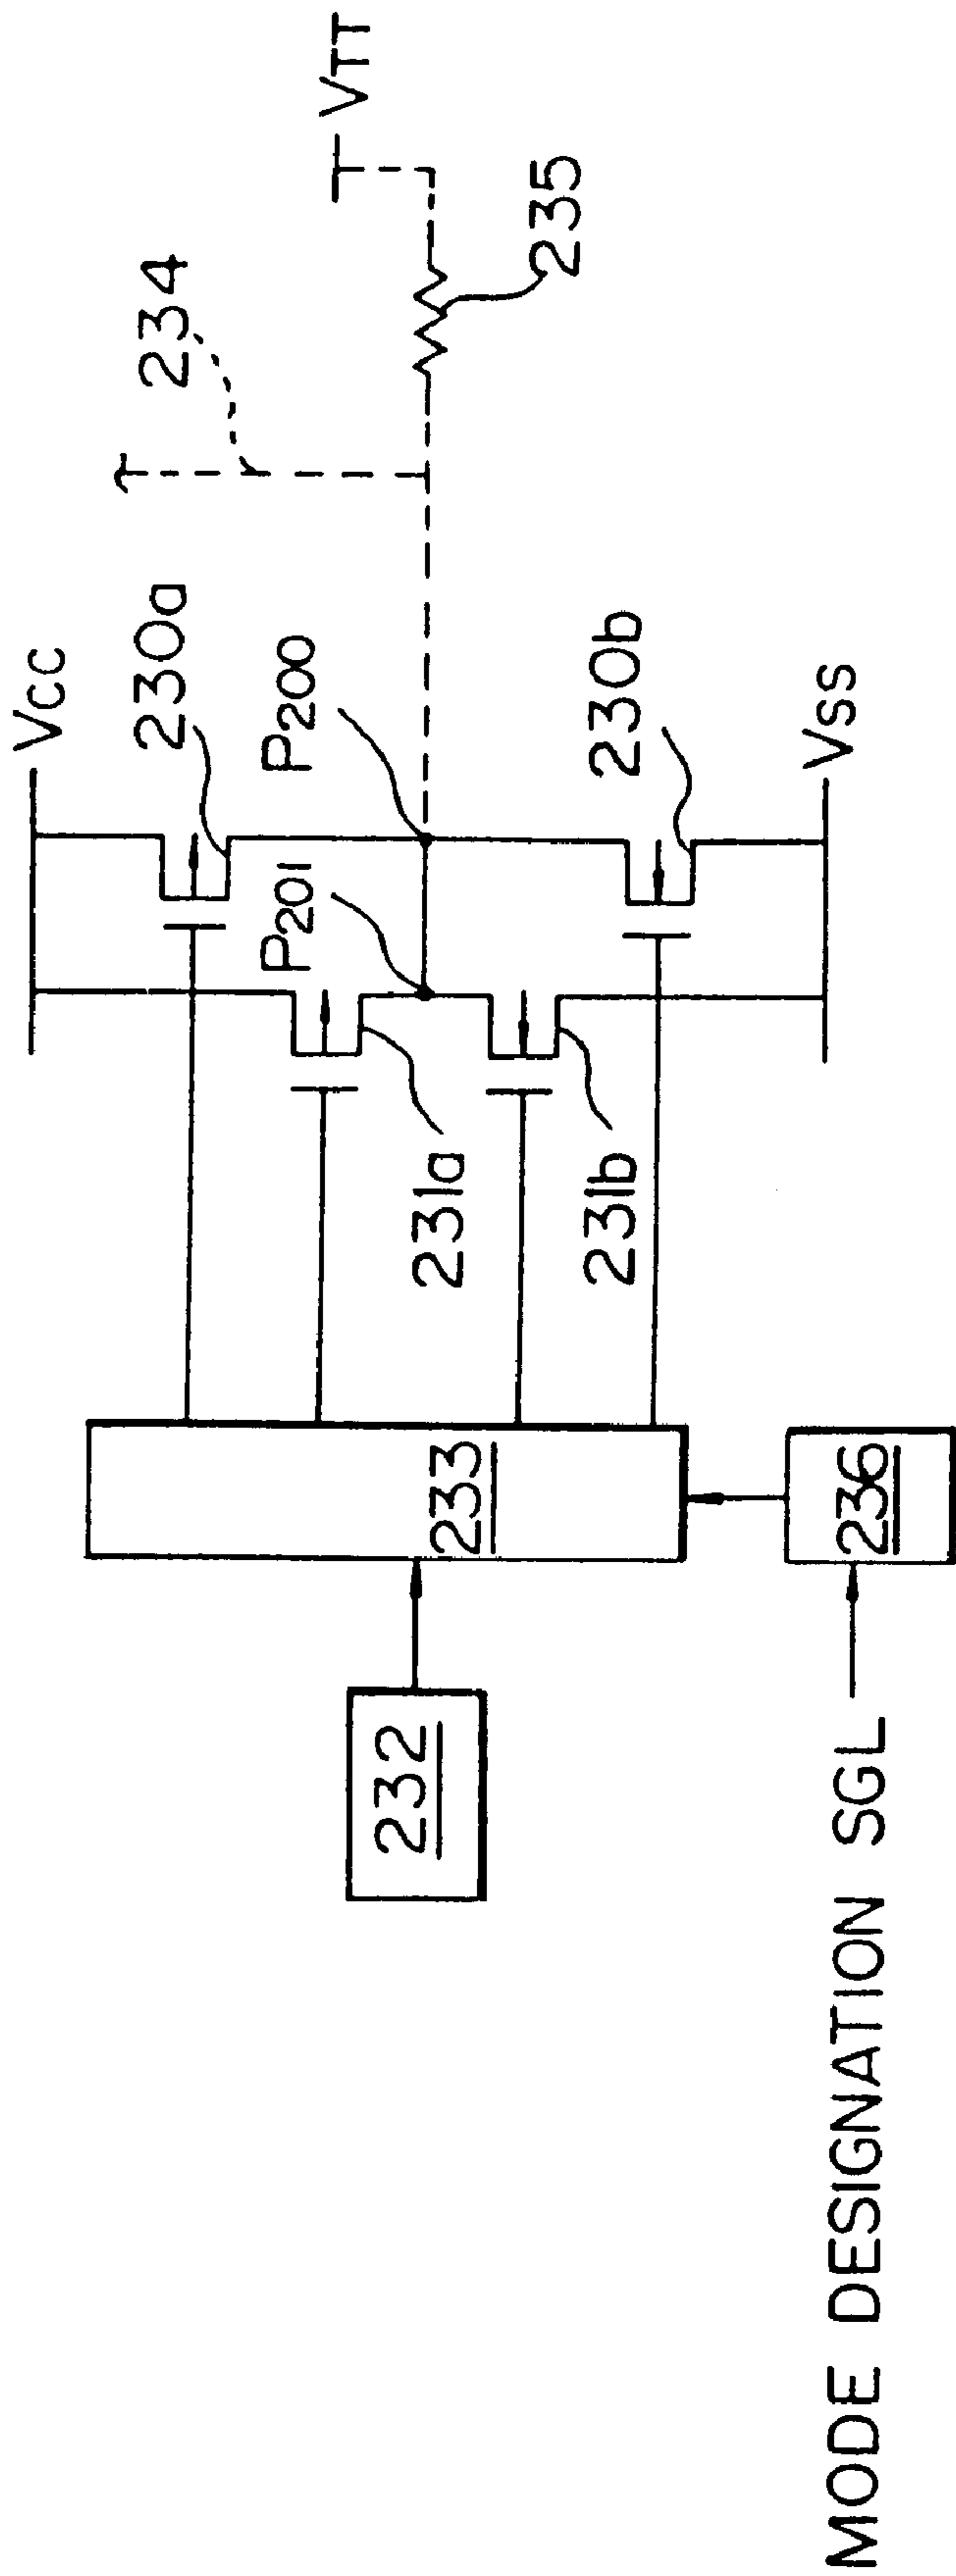 VCC
VTT
234
230a
P200
P201
235
231a
231b
230b
VSS
233
232
236
MODE DESIGNATION SGL